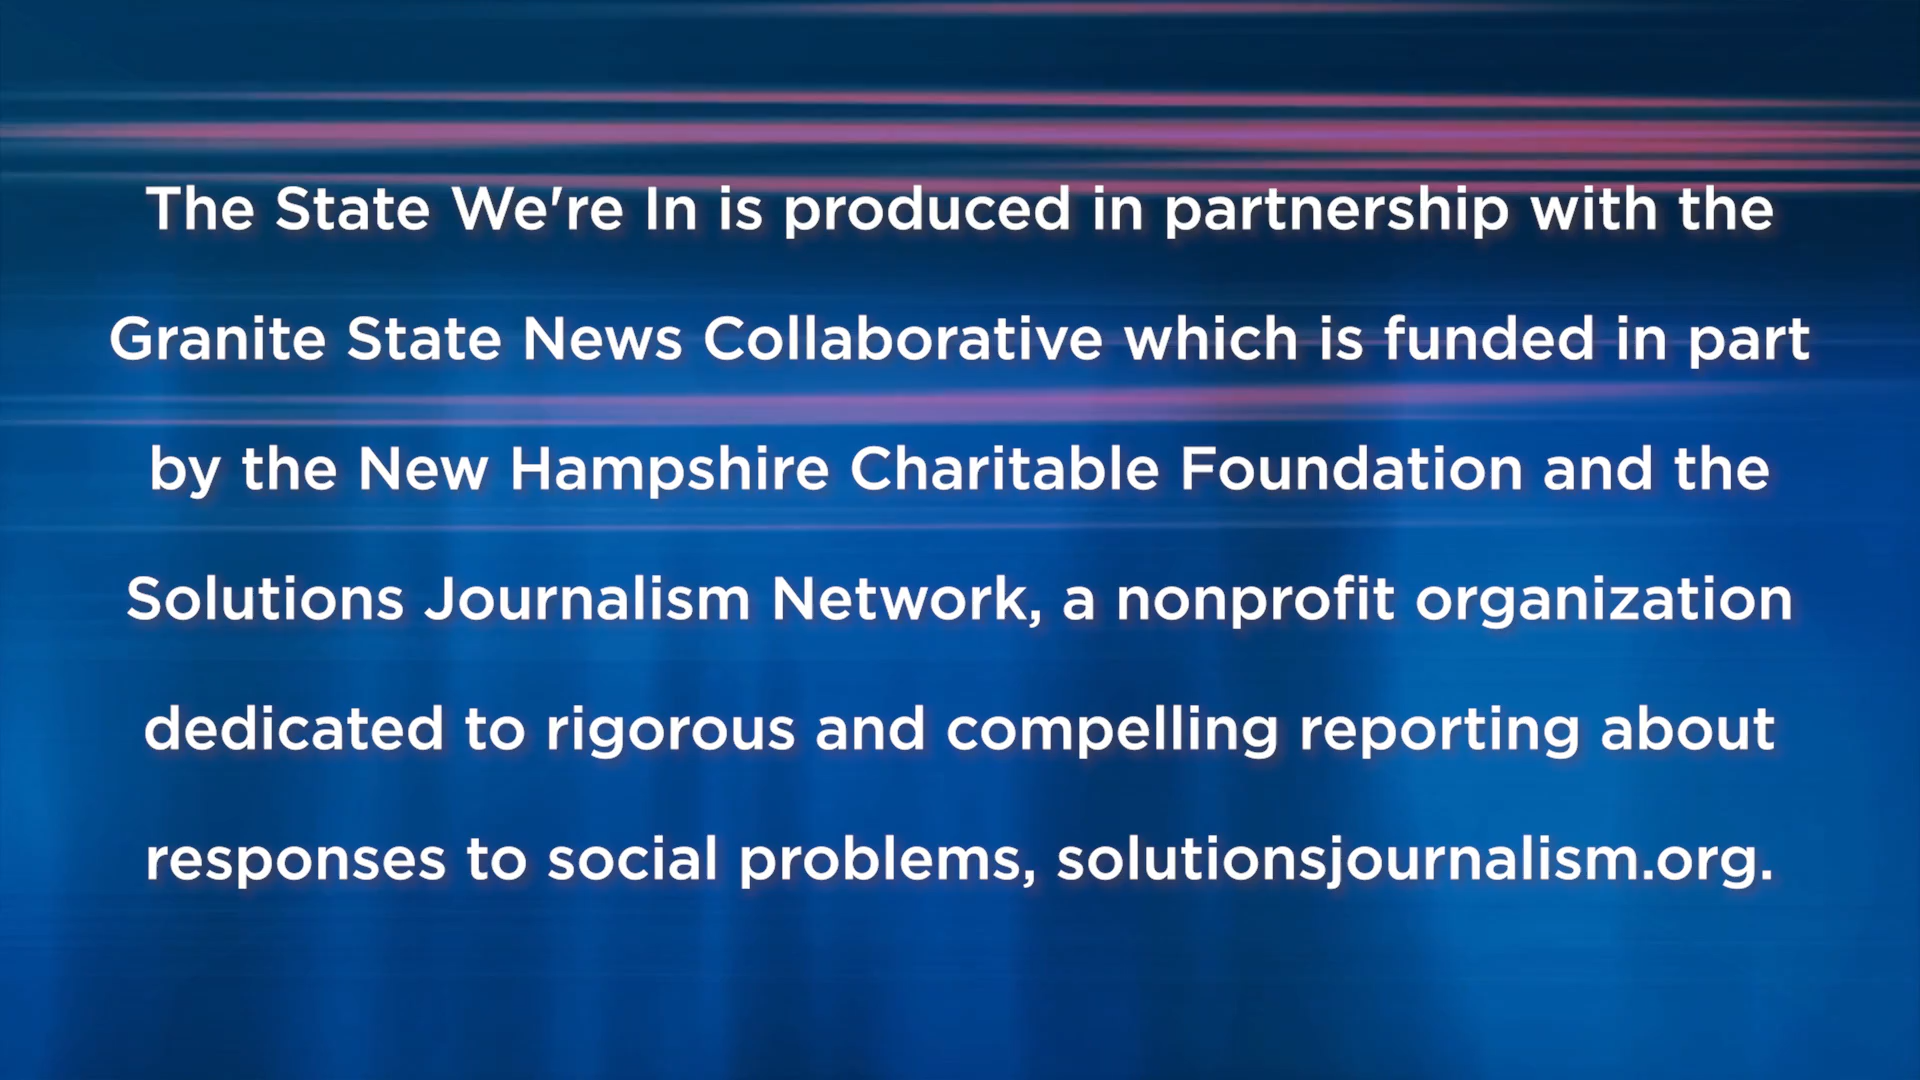 The State We're In is produced in partnership with the
Granite State News Collaborative which is funded in part
by the New Hampshire Charitable Foundation and the
Solutions Journalism Network, a nonprofit organization
dedicated to rigorous and compelling reporting about
responses to social problems, solutionsjournalism.org.